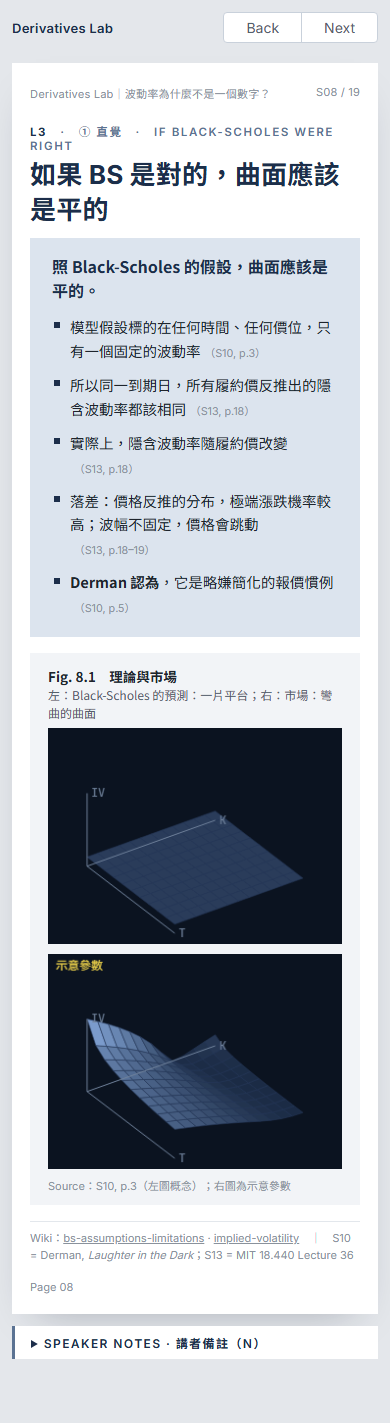 Derivatives Lab
Back
Next
Derivatives Lab｜波動率為什麼不是一個數字？
S08 / 19
L3 · ① 直覺 · IF BLACK-SCHOLES WERE
RIGHT
如果 BS 是對的，曲面應該
是平的
照 Black-Scholes 的假設，曲面應該是
平的。
模型假設標的在任何時間、任何價位，只
有一個固定的波動率 （S10, p.3）
所以同一到期日，所有履約價反推出的隱
含波動率都該相同 （S13, p.18）
實際上，隱含波動率隨履約價改變
（S13, p.18）
落差：價格反推的分布，極端漲跌機率較
高；波幅不固定，價格會跳動
（S13, p.18–19）
Derman 認為，它是略嫌簡化的報價慣例
（S10, p.5）
Fig. 8.1 理論與市場
左：Black-Scholes 的預測：一片平台；右：市場：彎
曲的曲面
IV
K
T
示意參數
IV
K
T
Source：S10, p.3（左圖概念）；右圖為示意參數
Wiki：bs-assumptions-limitations · implied-volatility ｜ S10
= Derman, Laughter in the Dark；S13 = MIT 18.440 Lecture 36
Page 08
▶ SPEAKER NOTES · 講者備註（N）